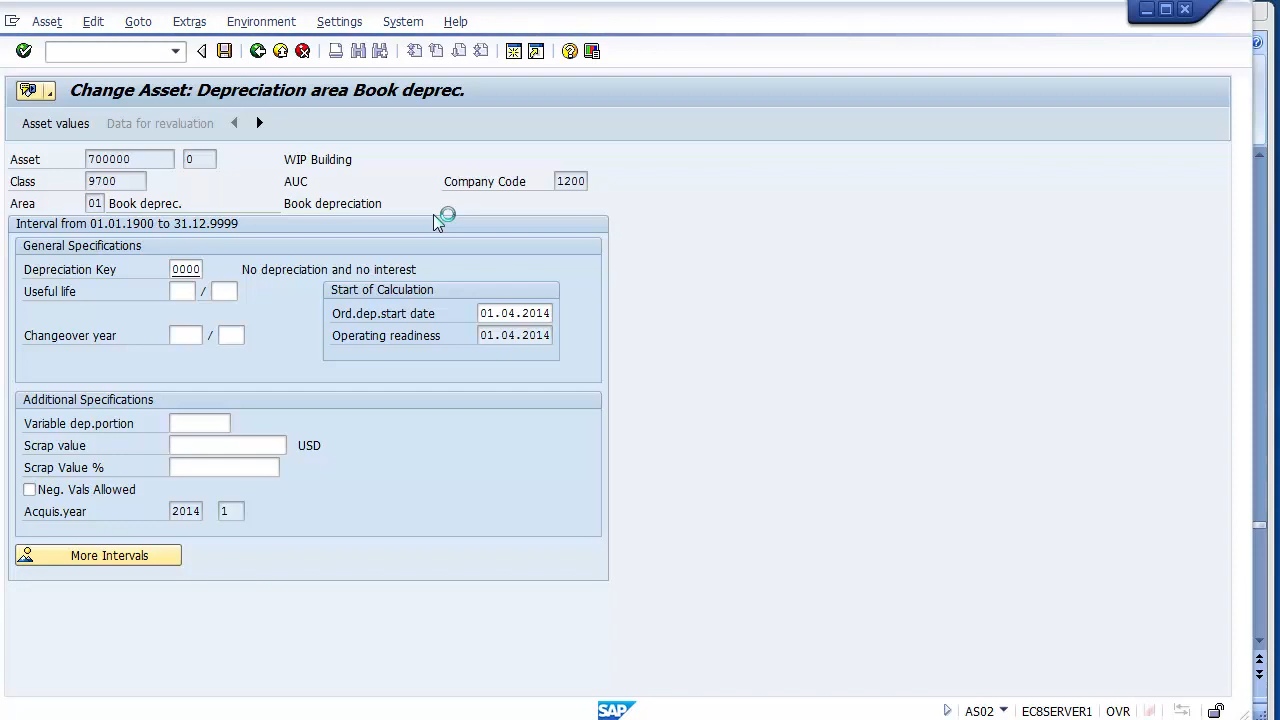 Asset Edit Goto Extras Environment Settings System Help
Change Asset: Depreciation area Book deprec.
Asset values Data for revaluation
Asset 700000 0 WIP Building
Class 9700 AUC Company Code 1200
Area 01 Book deprec. Book depreciation
Interval from 01.01.1900 to 31.12.9999
General Specifications
Depreciation Key 0000 No depreciation and no interest
Useful life / Start of Calculation
Ord.dep.start date 01.04.2014
Changeover year / Operating readiness 01.04.2014
Additional Specifications
Variable dep.portion
Scrap value USD
Scrap Value %
Neg. Vals Allowed
Acquis.year 2014 1
More Intervals
SAP AS02 ECSERVER1 OVR